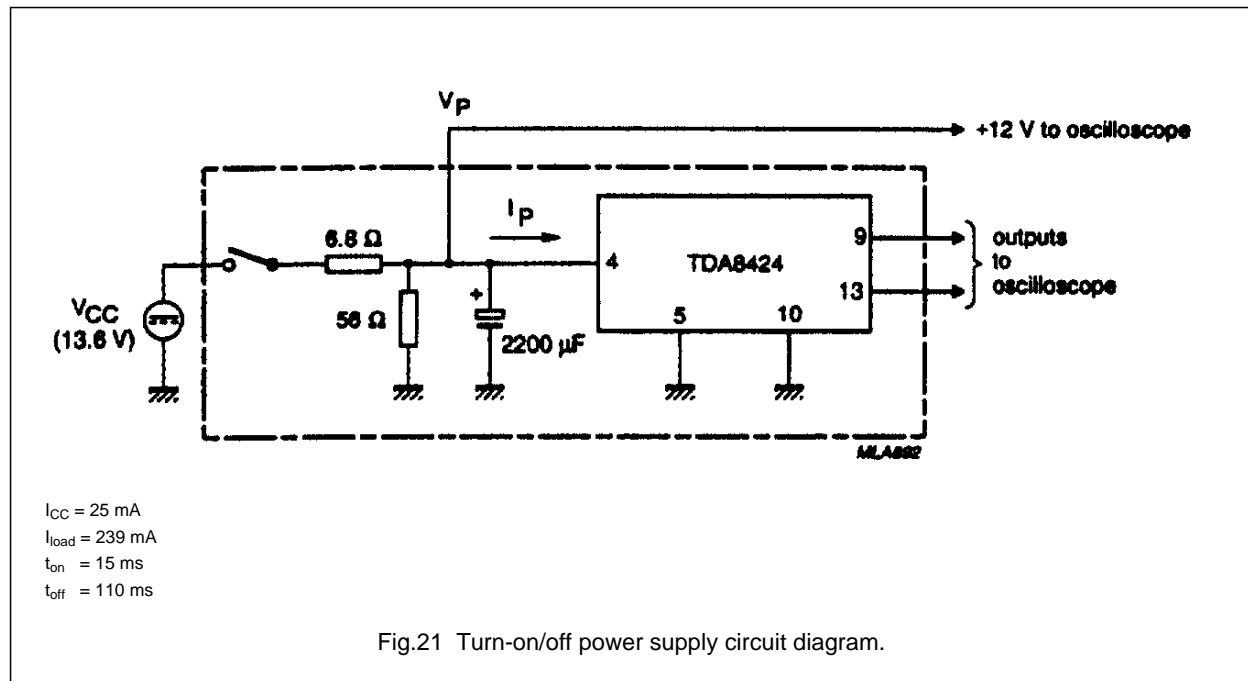 V_P
+12 V to oscilloscope
I_P
6.8 Ω
4
TDA8424
9
outputs
to
oscilloscope
13
V_CC
(13.6 V)
56 Ω
+
2200 µF
5
10
MLA892
I_CC = 25 mA
I_load = 239 mA
t_on = 15 ms
t_off = 110 ms
Fig.21 Turn-on/off power supply circuit diagram.